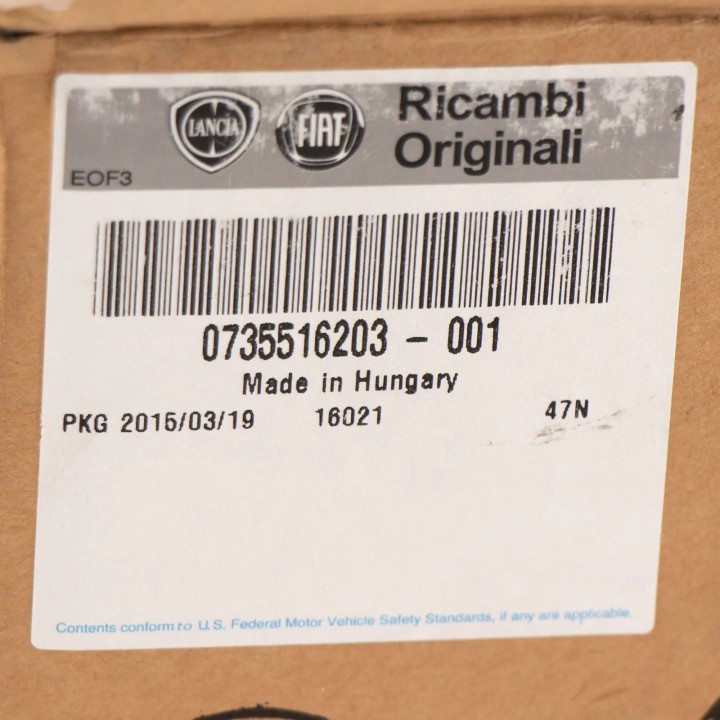 LANCIA FIAT Ricambi
Originali
EOF3
0735516203 - 001
Made in Hungary
PKG 2015/03/19 16021 47N
Contents conform to U.S. Federal Motor Vehicle Safety Standards, if any are applicable.